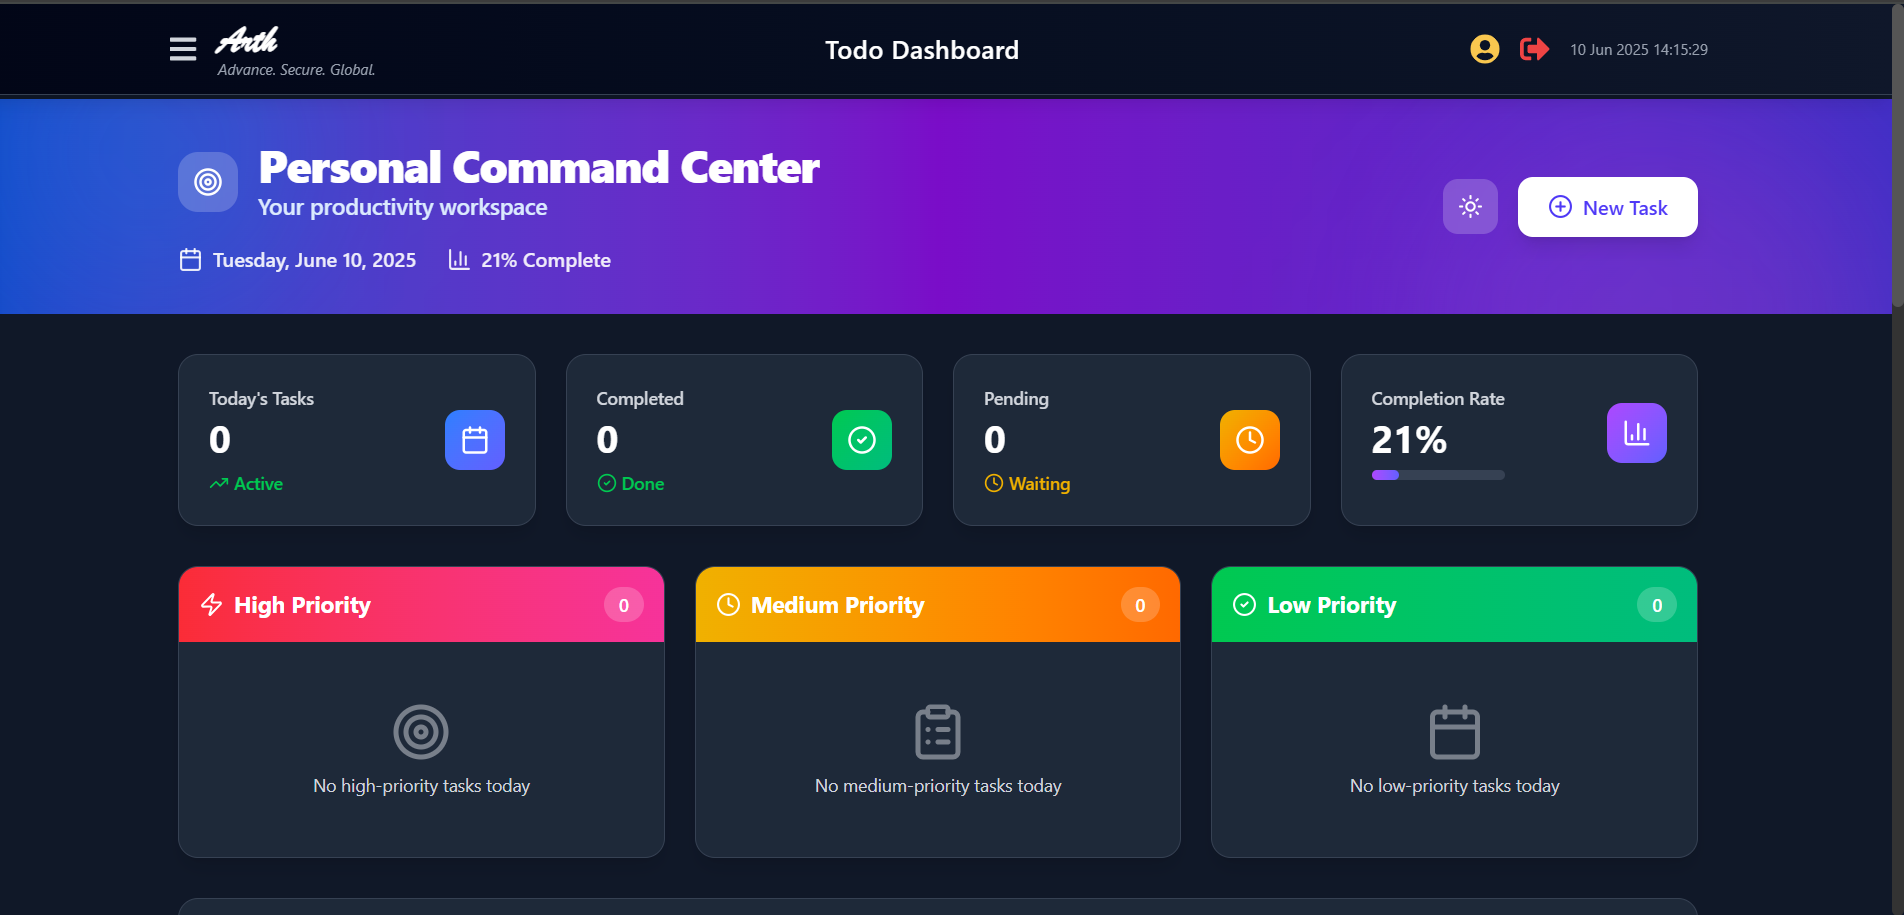 Arth
Advance. Secure. Global.
Todo Dashboard
10 Jun 2025 14:15:29
Personal Command Center
Your productivity workspace
Tuesday, June 10, 2025
21% Complete
New Task
Today's Tasks
0
Active
Completed
0
Done
Pending
0
Waiting
Completion Rate
21%
High Priority
0
No high-priority tasks today
Medium Priority
0
No medium-priority tasks today
Low Priority
0
No low-priority tasks today